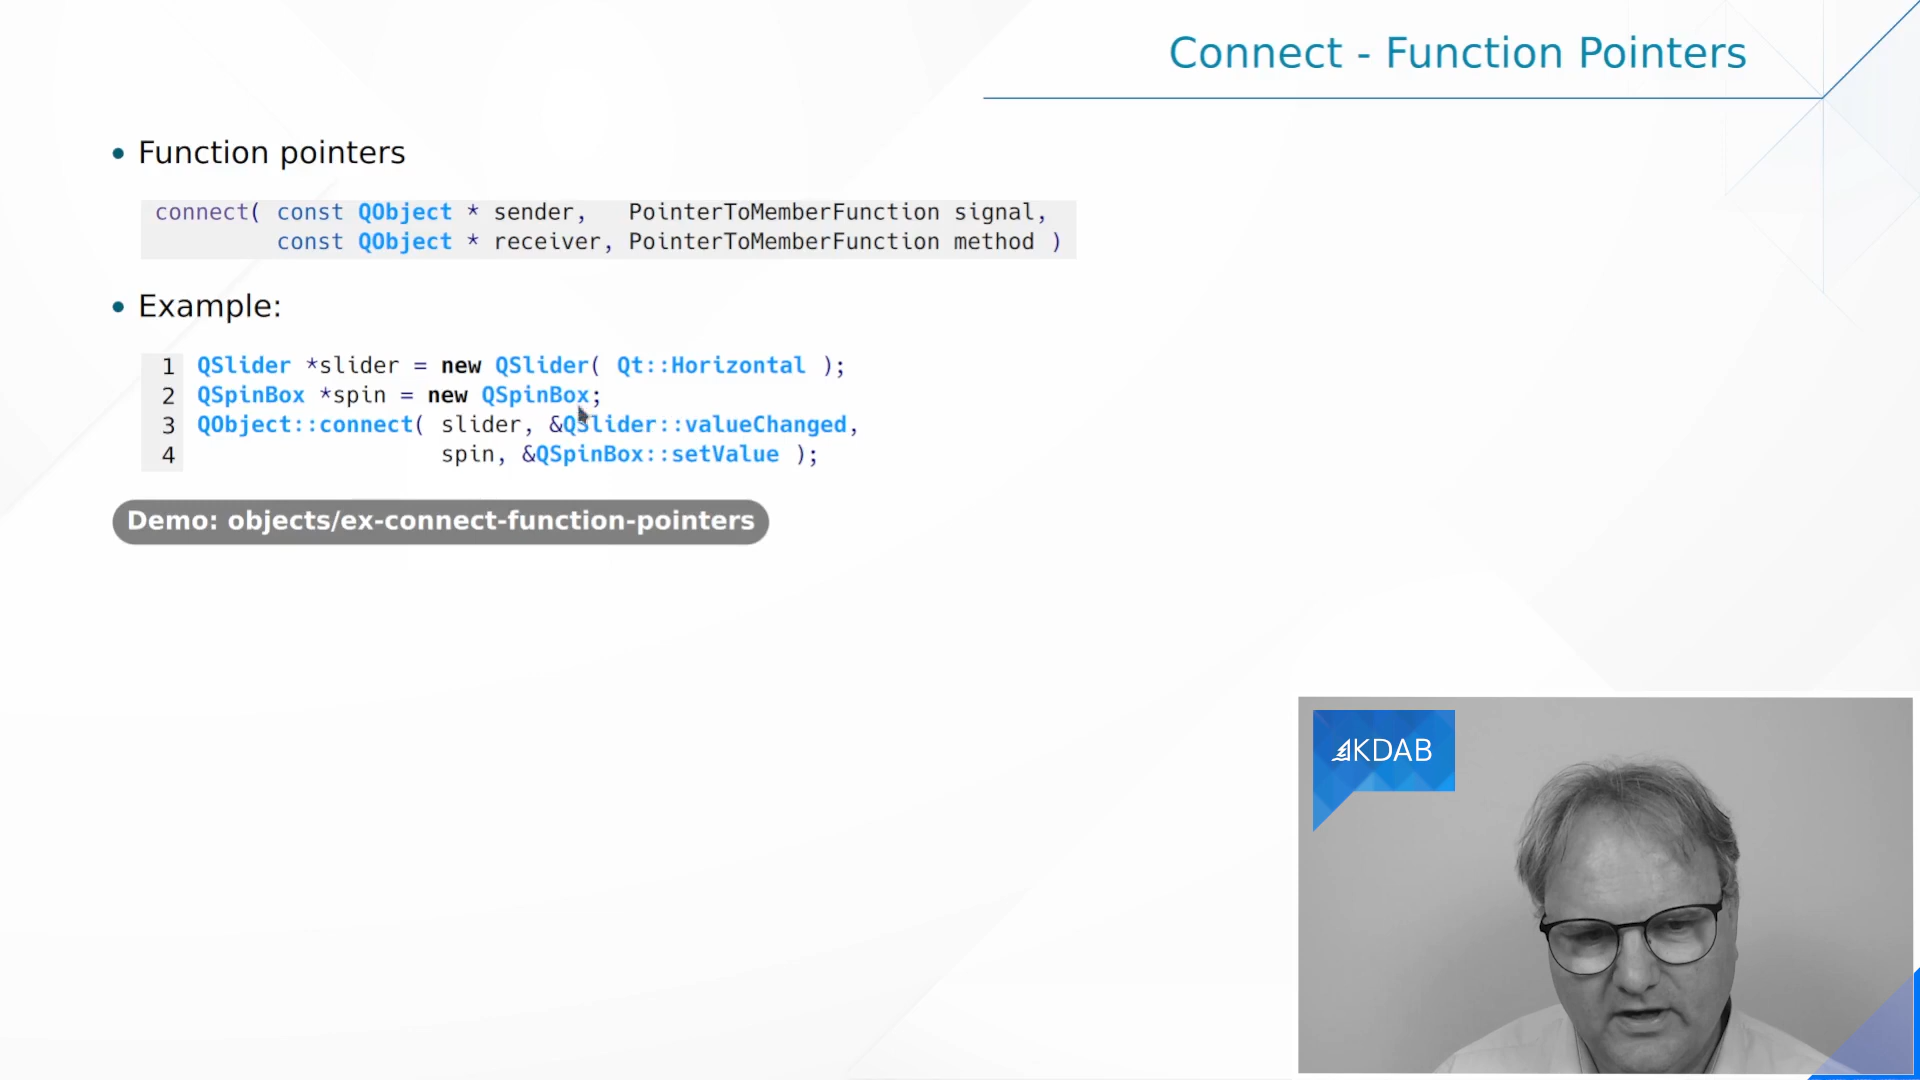 Connect - Function Pointers
• Function pointers
connect( const QObject * sender,   PointerToMemberFunction signal,
         const QObject * receiver, PointerToMemberFunction method )
• Example:
1 QSlider *slider = new QSlider( Qt::Horizontal );
2 QSpinBox *spin = new QSpinBox;
3 QObject::connect( slider, &QSlider::valueChanged,
4                   spin, &QSpinBox::setValue );
Demo: objects/ex-connect-function-pointers
KDAB